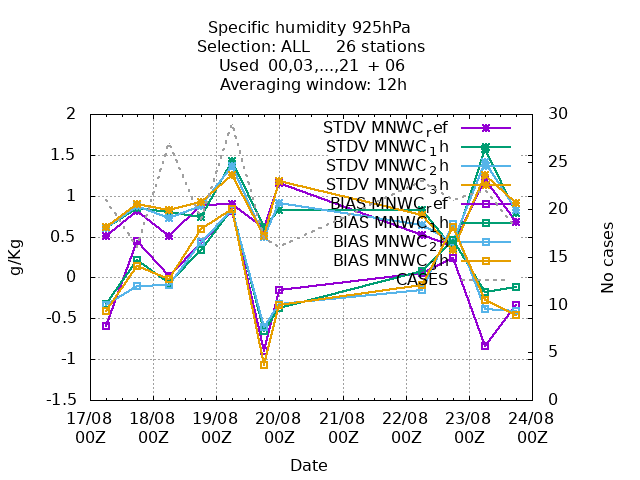 Specific humidity 925hPa
Selection: ALL 26 stations
Used 00,03,...,21 + 06
Averaging window: 12h
2
1.5
1
0.5
0
-0.5
-1
-1.5
g/Kg
30
25
20
15
10
5
0
No cases
STDV MNWC_ref
STDV MNWC_1h
STDV MNWC_2h
STDV MNWC_3h
BIAS MNWC_ref
BIAS MNWC_1h
BIAS MNWC_2h
BIAS MNWC_3h
CASES
17/08 18/08 19/08 20/08 21/08 22/08 23/08 24/08
00Z 00Z 00Z 00Z 00Z 00Z 00Z 00Z
Date